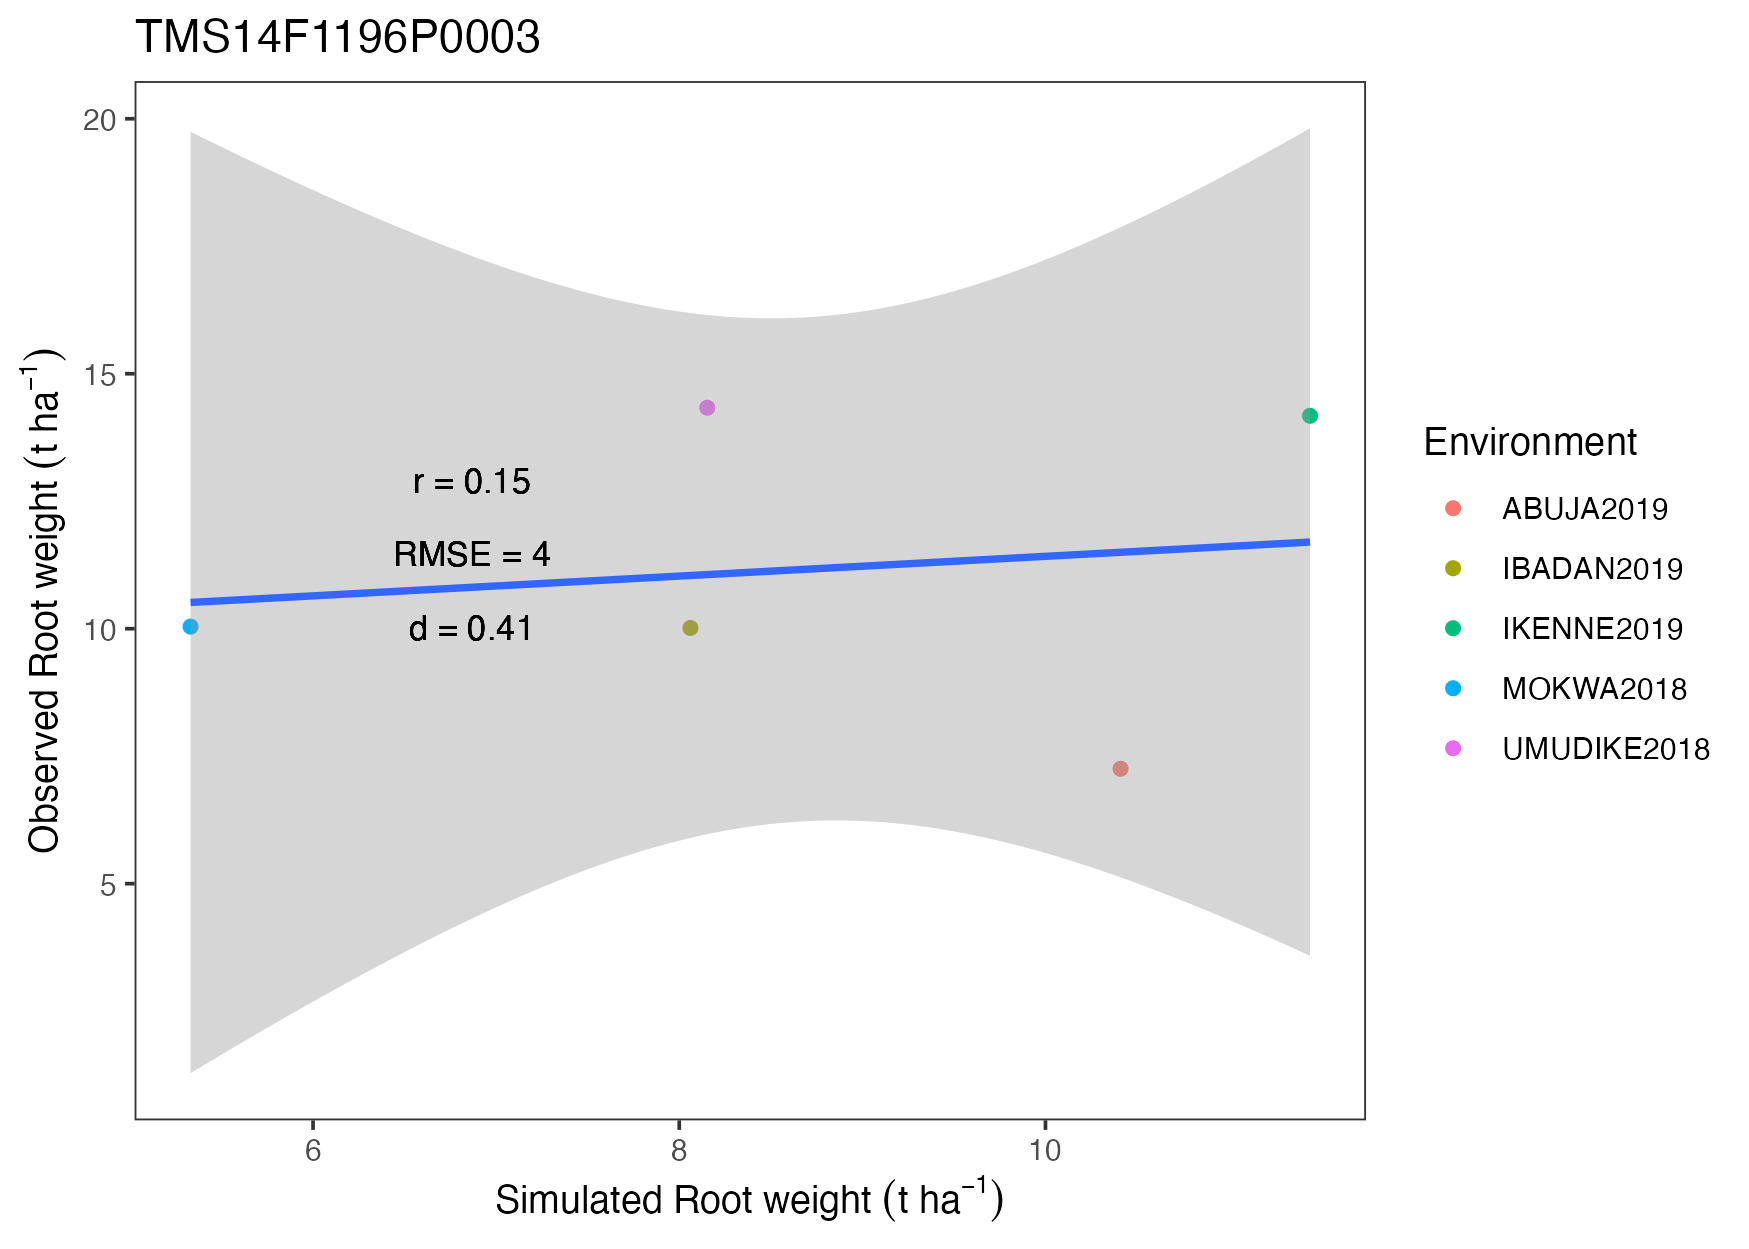 TMS14F1196P0003
20
15
10
5
Observed Root weight (t ha⁻¹)
r = 0.15
RMSE = 4
d = 0.41
6
8
10
Simulated Root weight (t ha⁻¹)
Environment
ABUJA2019
IBADAN2019
IKENNE2019
MOKWA2018
UMUDIKE2018